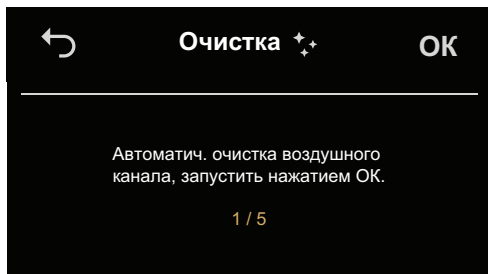 Очистка
ОК
Автоматич. очистка воздушного
канала, запустить нажатием ОК.
1 / 5